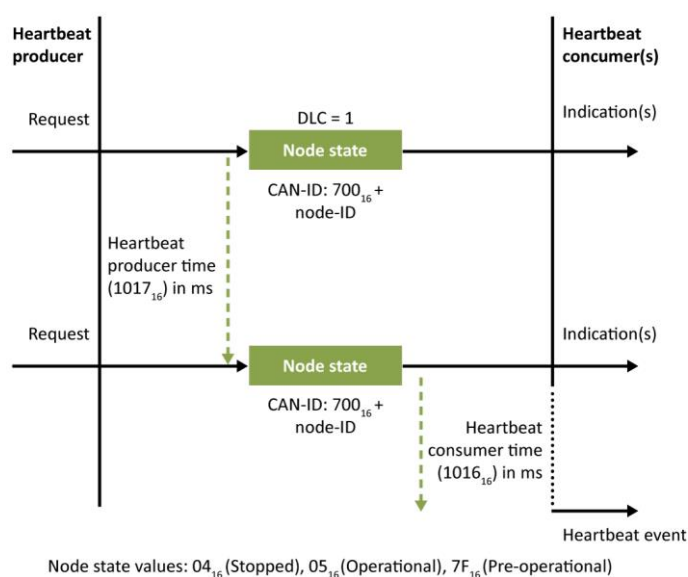 Heartbeat
producer
Heartbeat
concumer(s)
Request
DLC = 1
Indication(s)
Node state
CAN-ID: 700₁₆ +
node-ID
Heartbeat
producer time
(1017₁₆) in ms
Request
Indication(s)
Node state
CAN-ID: 700₁₆ +
node-ID
Heartbeat
consumer time
(1016₁₆) in ms
Heartbeat event
Node state values: 04₁₆ (Stopped), 05₁₆ (Operational), 7F₁₆ (Pre-operational)